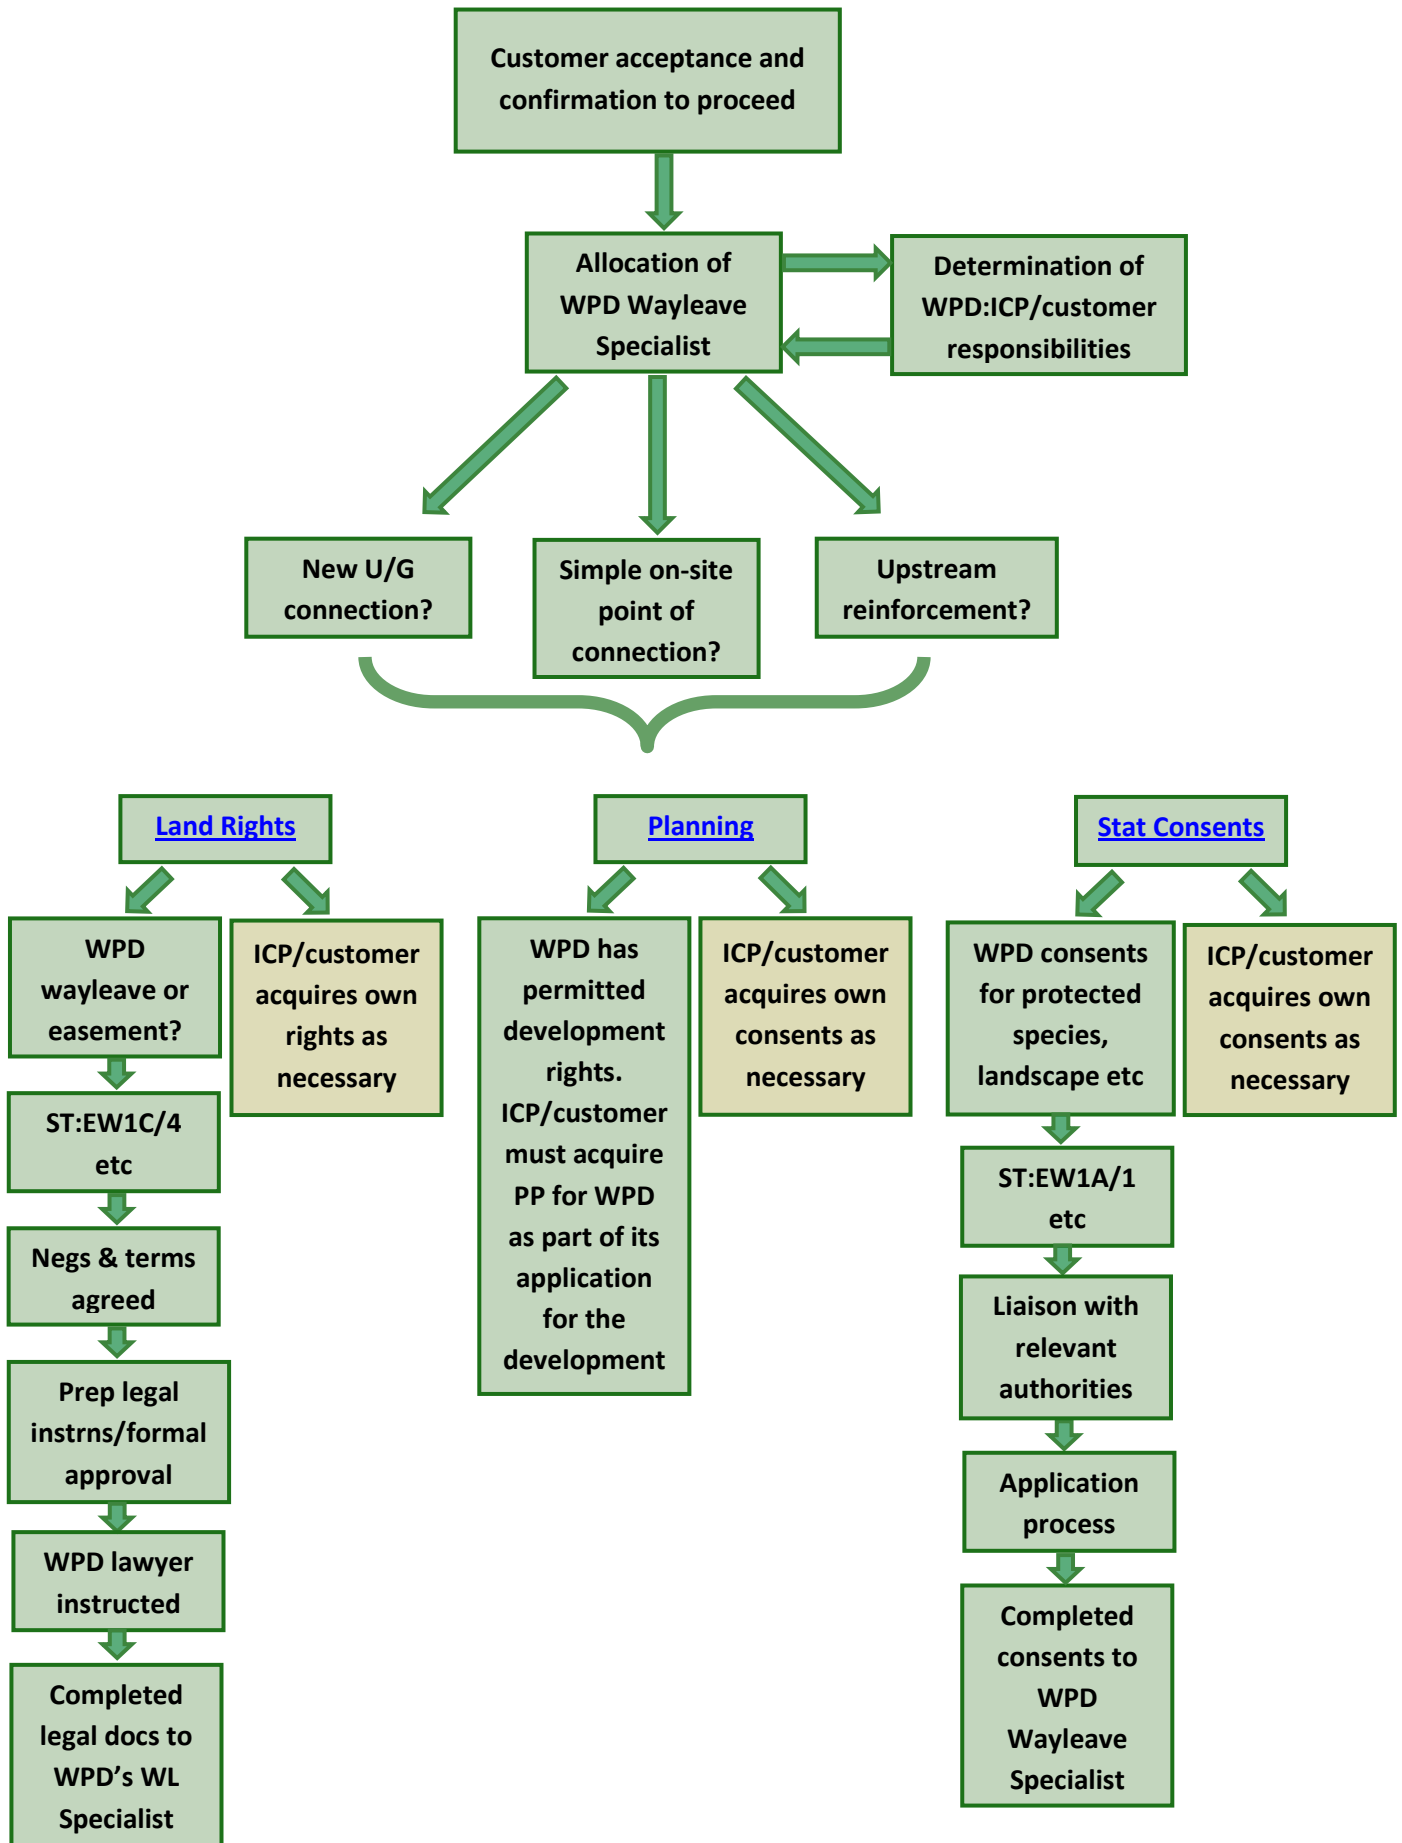 Customer acceptance and
confirmation to proceed
Allocation of
WPD Wayleave
Specialist
Determination of
WPD:ICP/customer
responsibilities
New U/G
connection?
Simple on-site
point of
connection?
Upstream
reinforcement?
Land Rights
Planning
Stat Consents
WPD
wayleave or
easement?
ICP/customer
acquires own
rights as
necessary
WPD has
permitted
development
rights.
ICP/customer
must acquire
PP for WPD
as part of its
application
for the
development
ICP/customer
acquires own
consents as
necessary
WPD consents
for protected
species,
landscape etc
ICP/customer
acquires own
consents as
necessary
ST:EW1C/4
etc
Negs & terms
agreed
Prep legal
instrns/formal
approval
WPD lawyer
instructed
Completed
legal docs to
WPD’s WL
Specialist
ST:EW1A/1
etc
Liaison with
relevant
authorities
Application
process
Completed
consents to
WPD
Wayleave
Specialist